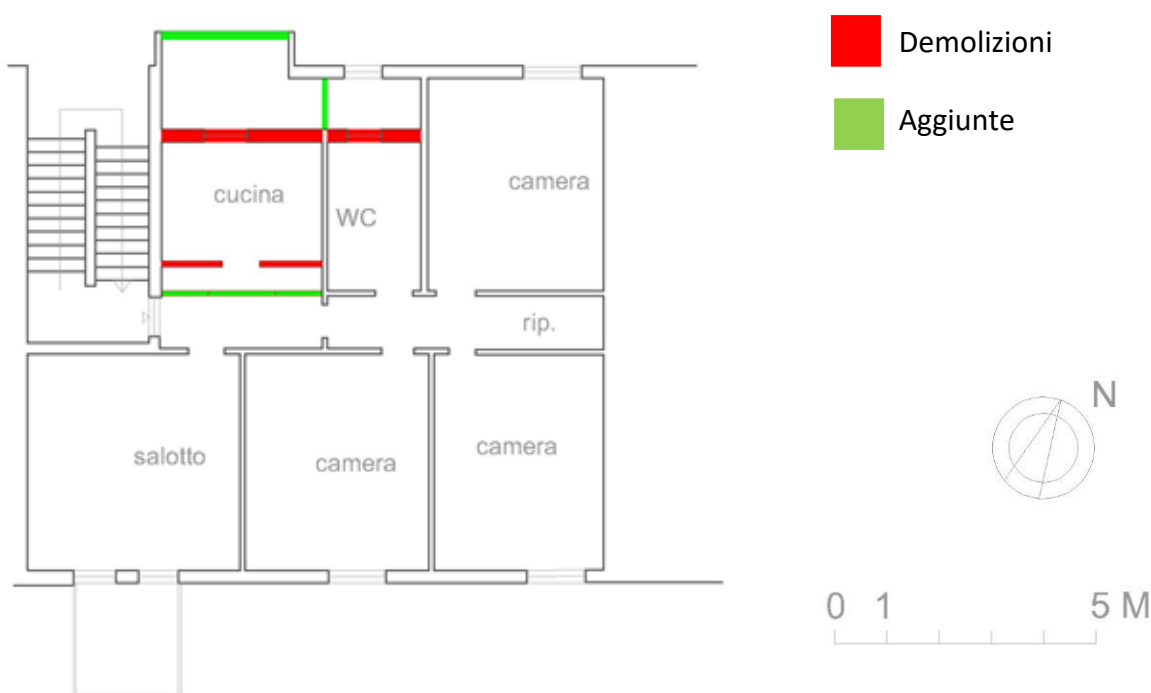 Demolizioni
Aggiunte
camera
cucina
WC
rip.
N
salotto
camera
camera
0 1 5 M